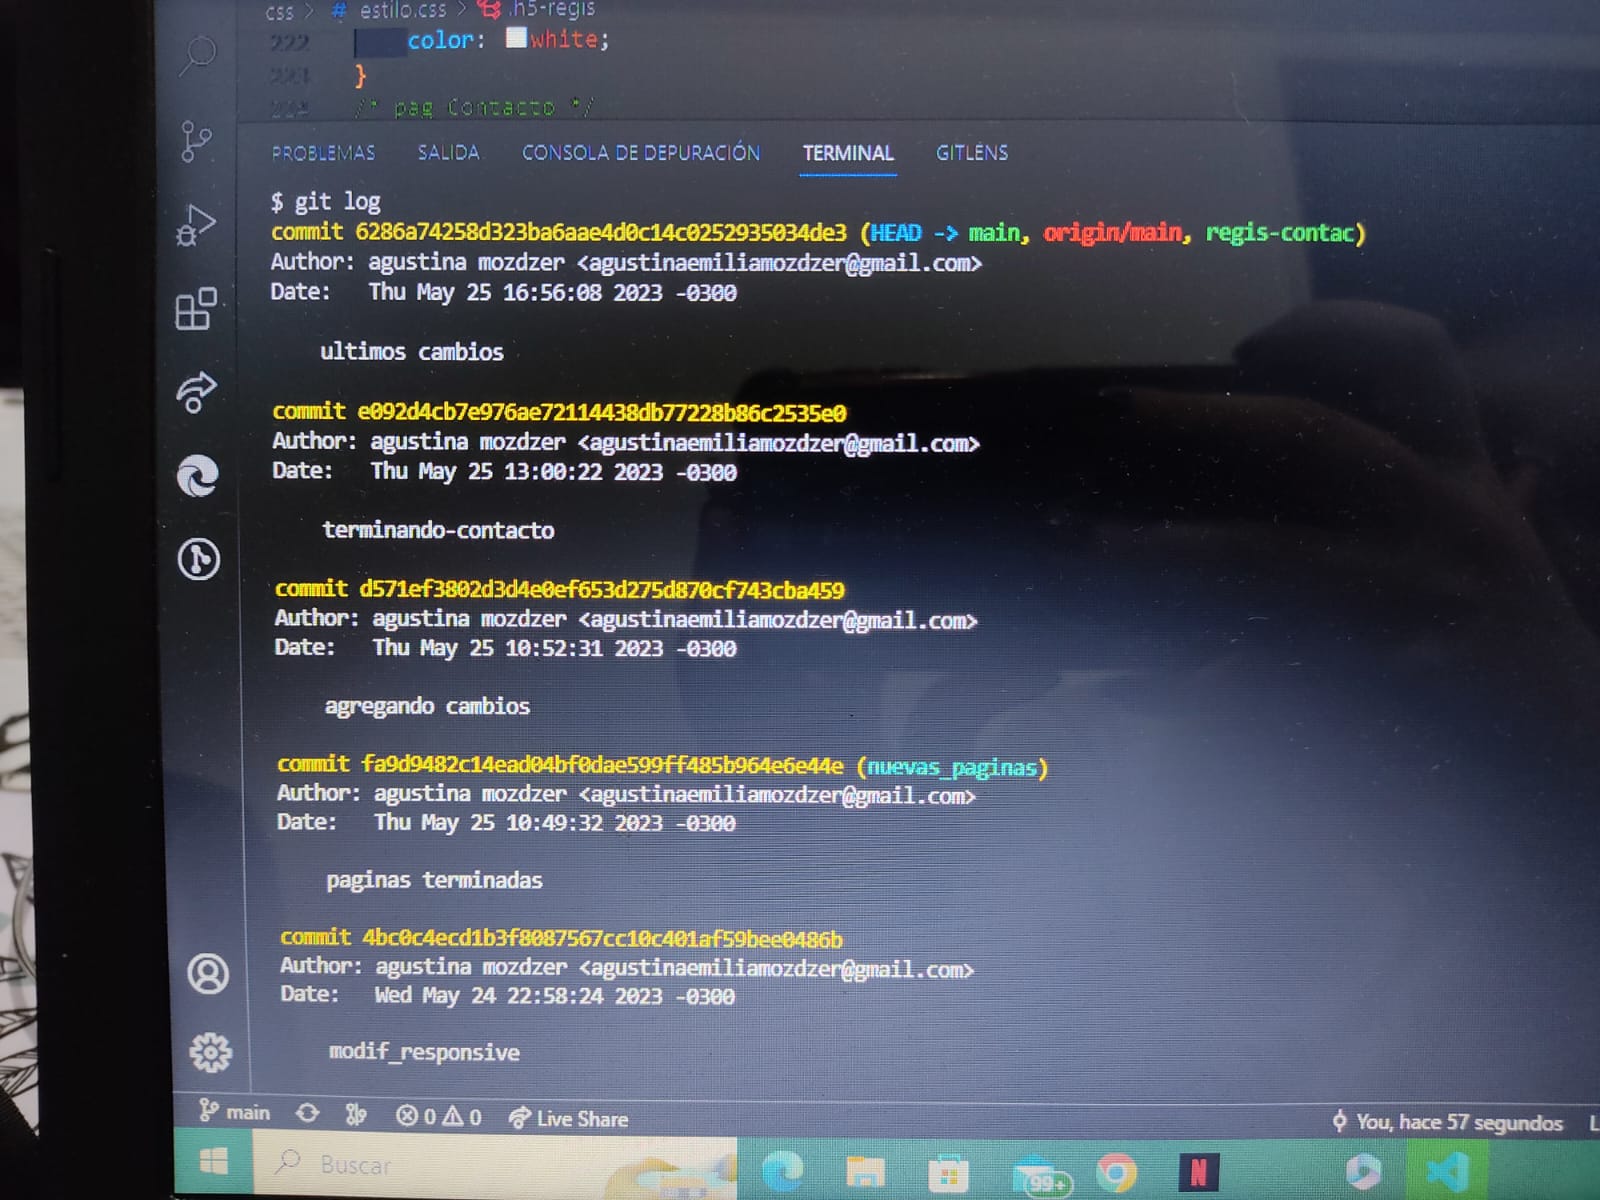 css > # estilo.css > .h5-regis
222 color: white;
}
/* pag Contacto */
PROBLEMAS SALIDA CONSOLA DE DEPURACIÓN TERMINAL GITLENS
$ git log
commit 6286a74258d323ba6aae4d0c14c0252935034de3 (HEAD -> main, origin/main, regis-contac)
Author: agustina mozdzer <agustinaemiliamozdzer@gmail.com>
Date: Thu May 25 16:56:08 2023 -0300
ultimos cambios
commit e092d4cb7e976ae72114438db77228b86c2535e0
Author: agustina mozdzer <agustinaemiliamozdzer@gmail.com>
Date: Thu May 25 13:00:22 2023 -0300
terminando-contacto
commit d571ef3802d3d4e0ef653d275d870cf743cba459
Author: agustina mozdzer <agustinaemiliamozdzer@gmail.com>
Date: Thu May 25 10:52:31 2023 -0300
agregando cambios
commit fa9d9482c14ead04bf0dae599ff485b964e6e44e (nuevas_paginas)
Author: agustina mozdzer <agustinaemiliamozdzer@gmail.com>
Date: Thu May 25 10:49:32 2023 -0300
paginas terminadas
commit 4bc0c4ecd1b3f8087567cc10c401af59bee0486b
Author: agustina mozdzer <agustinaemiliamozdzer@gmail.com>
Date: Wed May 24 22:58:24 2023 -0300
modif_responsive
main 0 0 Live Share You, hace 57 segundos L
Buscar 99+ N